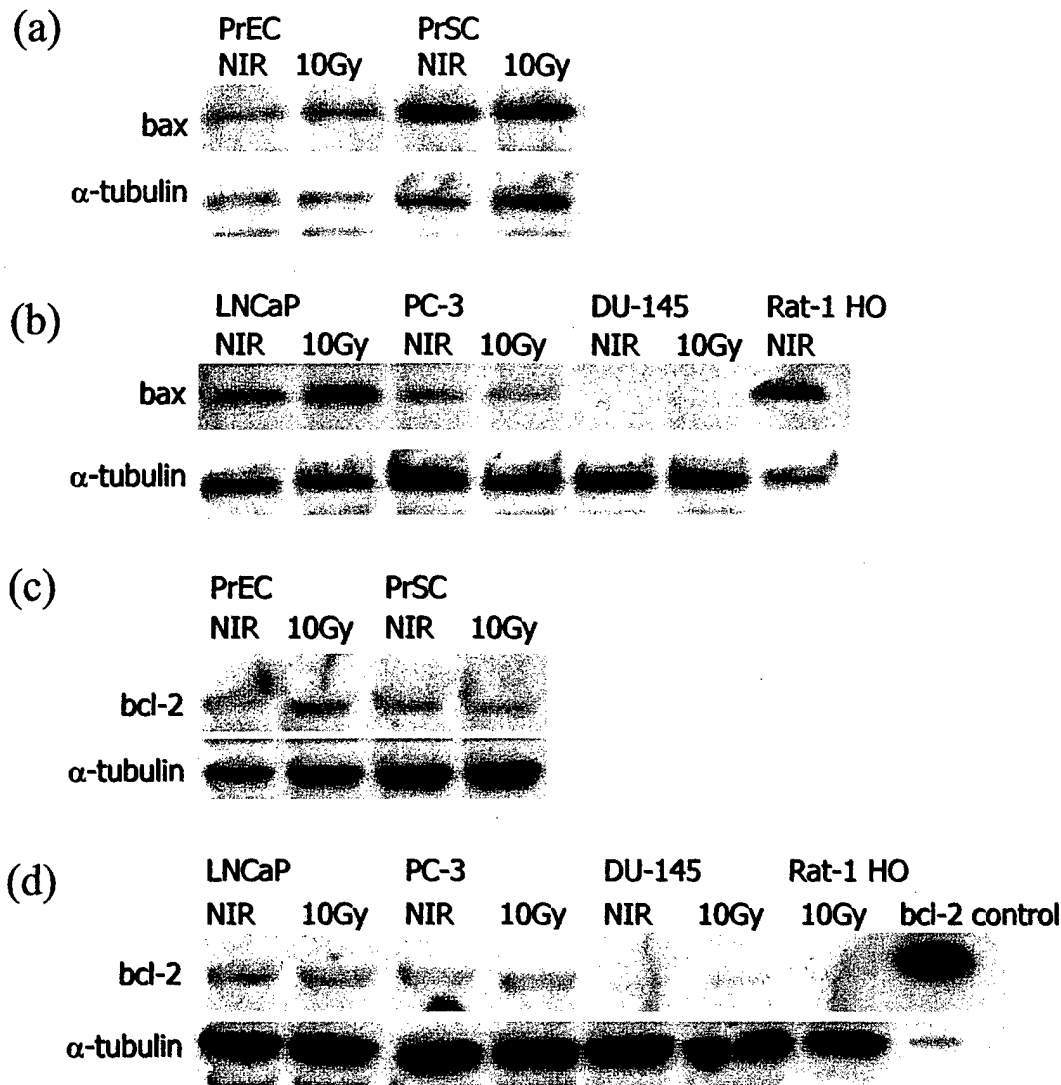 (a)
PrEC PrSC
NIR 10Gy NIR 10Gy
bax
α-tubulin
(b)
LNCaP PC-3 DU-145 Rat-1 HO
NIR 10Gy NIR 10Gy NIR 10Gy NIR
bax
α-tubulin
(c)
PrEC PrSC
NIR 10Gy NIR 10Gy
bcl-2
α-tubulin
(d)
LNCaP PC-3 DU-145 Rat-1 HO
NIR 10Gy NIR 10Gy NIR 10Gy 10Gy bcl-2 control
bcl-2
α-tubulin